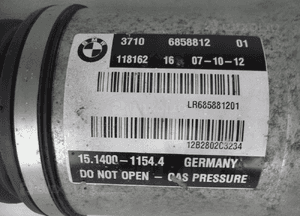 BMW
3710 6858812 01
118162 16 07-10-12
LR685881201
12B2802C3234
15.1400-1154.4 GERMANY
DO NOT OPEN - GAS PRESSURE